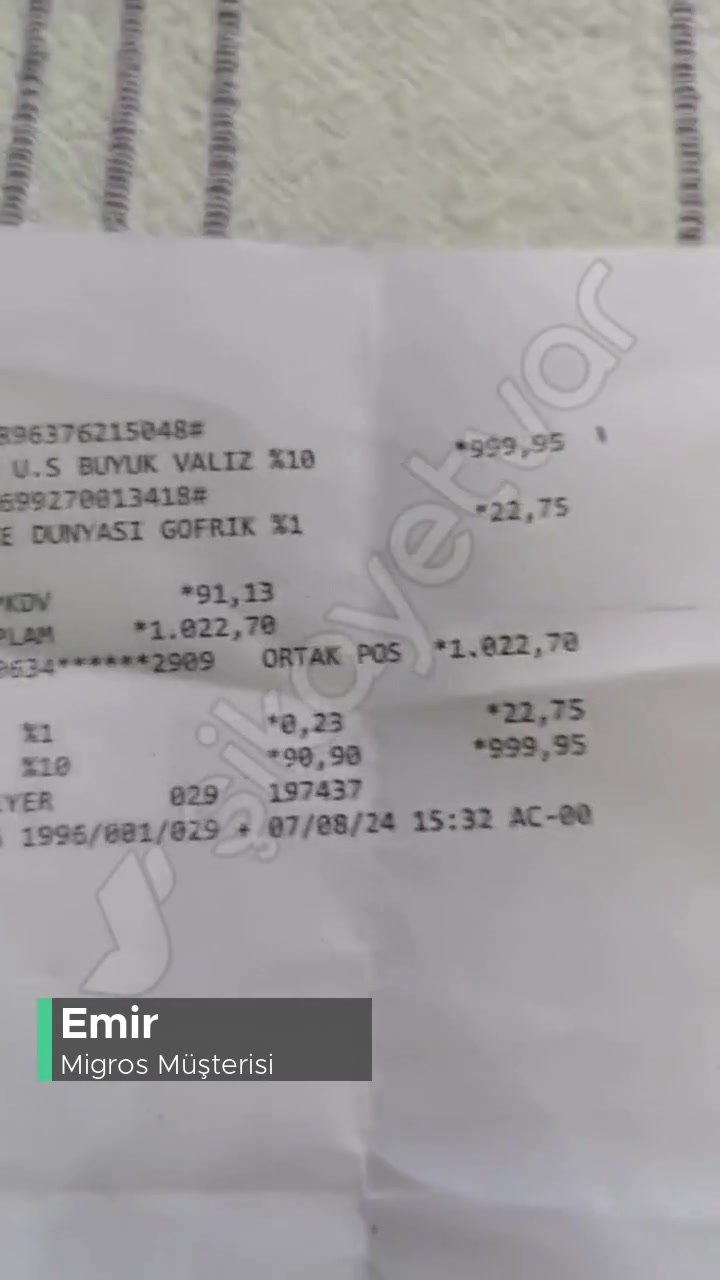 896376215048#
U.S BUYUK VALIZ %10 *999,95
699270013418#
E DUNYASI GOFRIK %1 *22,75
KDV *91,13
PLAM *1.022,70
0634******2909 ORTAK POS *1.022,70
%1 *0,23 *22,75
%10 *90,90 *999,95
YER 029 197437
1996/001/029 + 07/08/24 15:32 AC-00
şikayetvar
Emir
Migros Müşterisi